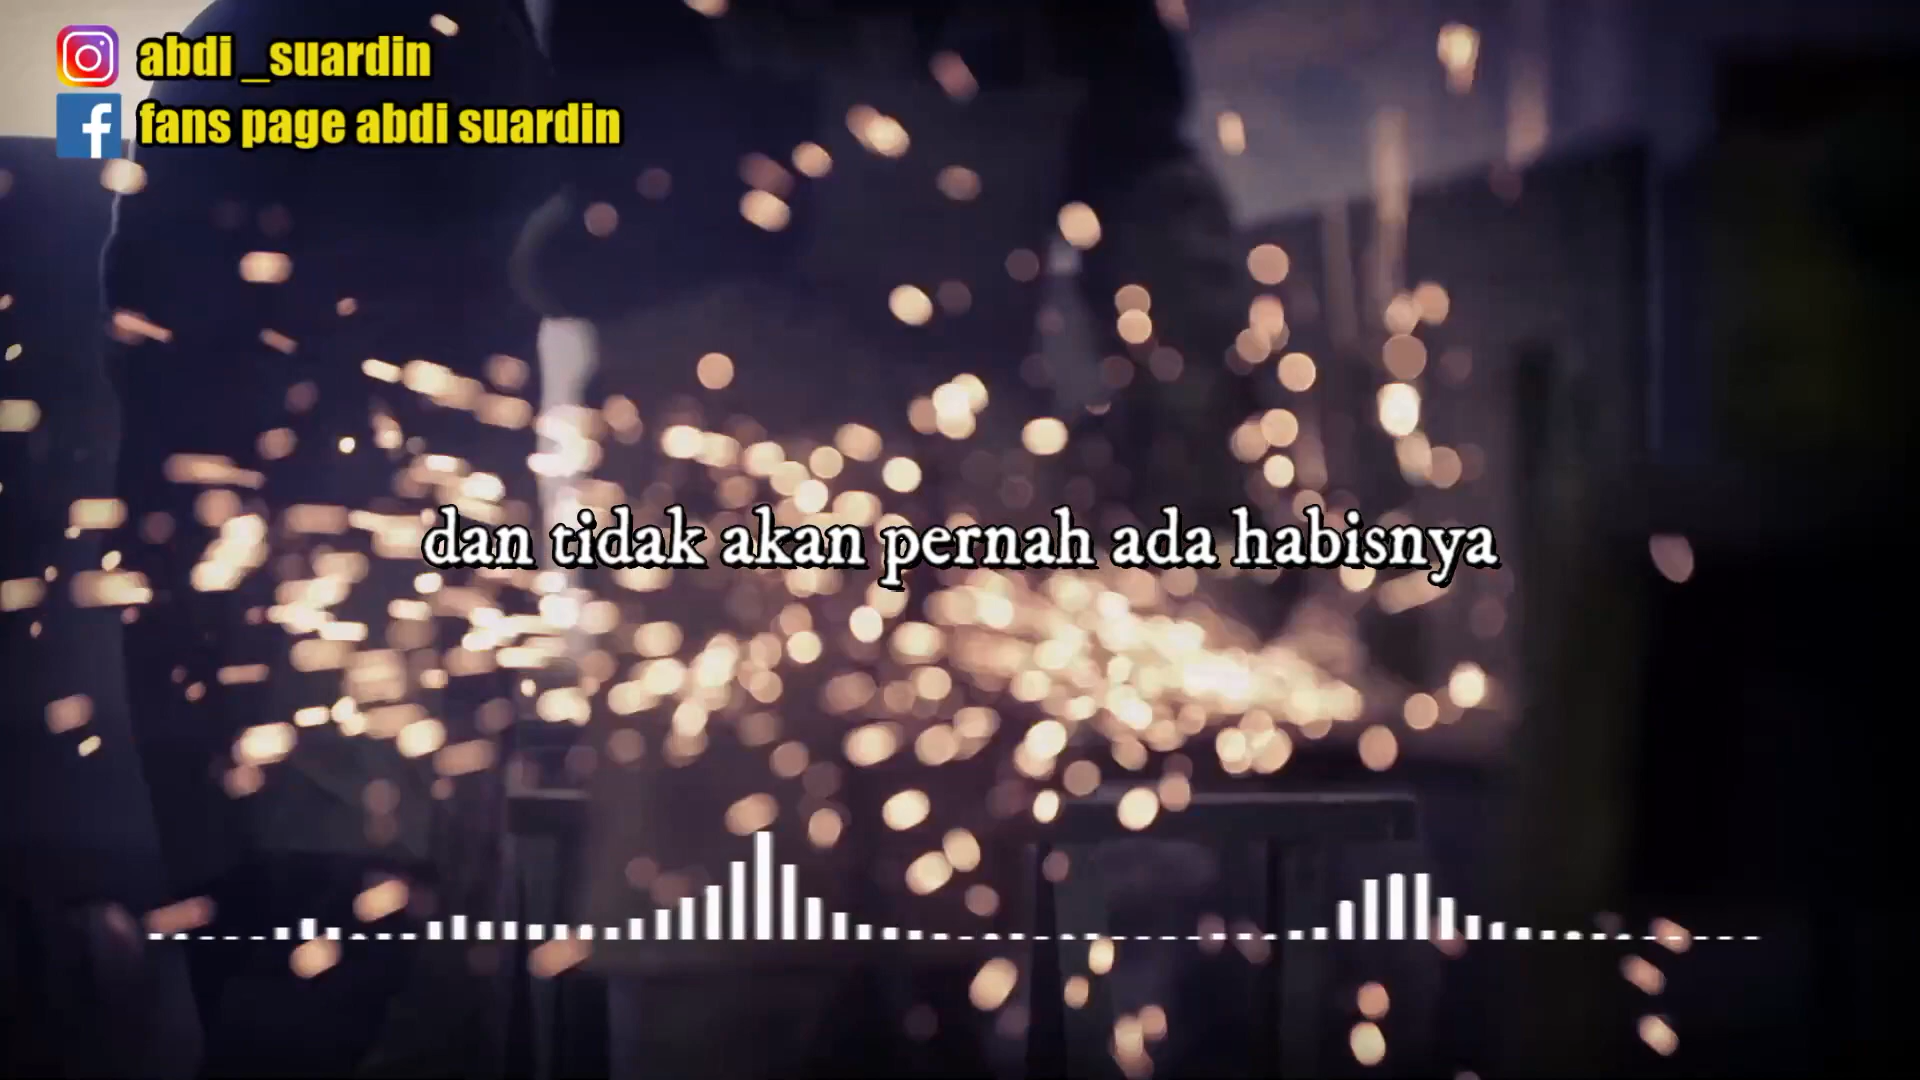 abdi _suardin
fans page abdi suardin
dan tidak akan pernah ada habisnya